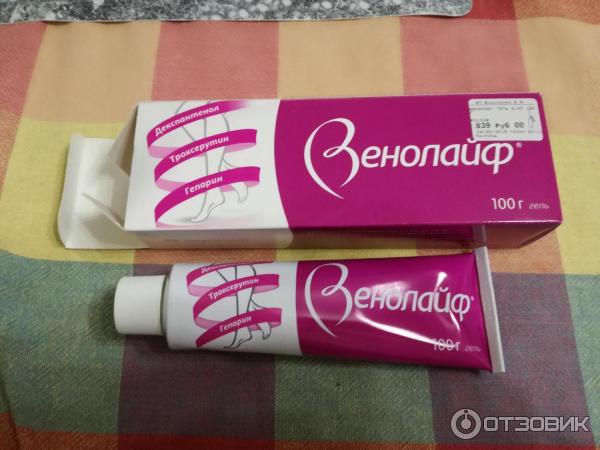 Декспантенол
Троксерутин
Гепарин
Венолайф®
100 г гель
839 руб 00
Декспантенол
Троксерутин
Гепарин
Венолайф®
100 г гель
ОТЗОВИК